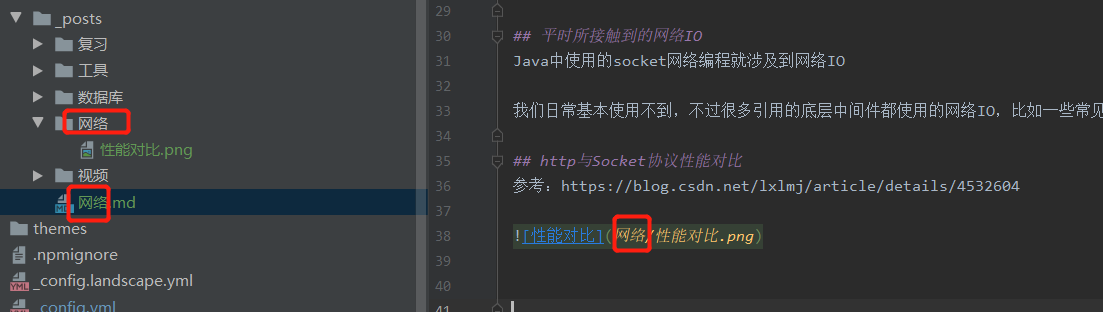 _posts
复习
工具
数据库
网络
性能对比.png
视频
网络.md
themes
.npmignore
_config.landscape.yml
_config.yml
29
30 ## 平时所接触到的网络IO
31 Java中使用的socket网络编程就涉及到网络IO
32
33 我们日常基本使用不到，不过很多引用的底层中间件都使用的网络IO，比如一些常见
34
35 ## http与Socket协议性能对比
36 参考：https://blog.csdn.net/lxlmj/article/details/4532604
37
38 ![性能对比](网络/性能对比.png)
39
40
41